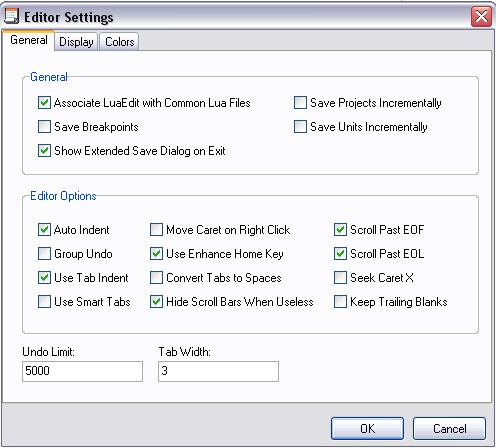 Editor Settings
General Display Colors
General
Associate LuaEdit with Common Lua Files Save Projects Incrementally
Save Breakpoints Save Units Incrementally
Show Extended Save Dialog on Exit
Editor Options
Auto Indent Move Caret on Right Click Scroll Past EOF
Group Undo Use Enhance Home Key Scroll Past EOL
Use Tab Indent Convert Tabs to Spaces Seek Caret X
Use Smart Tabs Hide Scroll Bars When Useless Keep Trailing Blanks
Undo Limit: Tab Width:
5000 3
OK Cancel